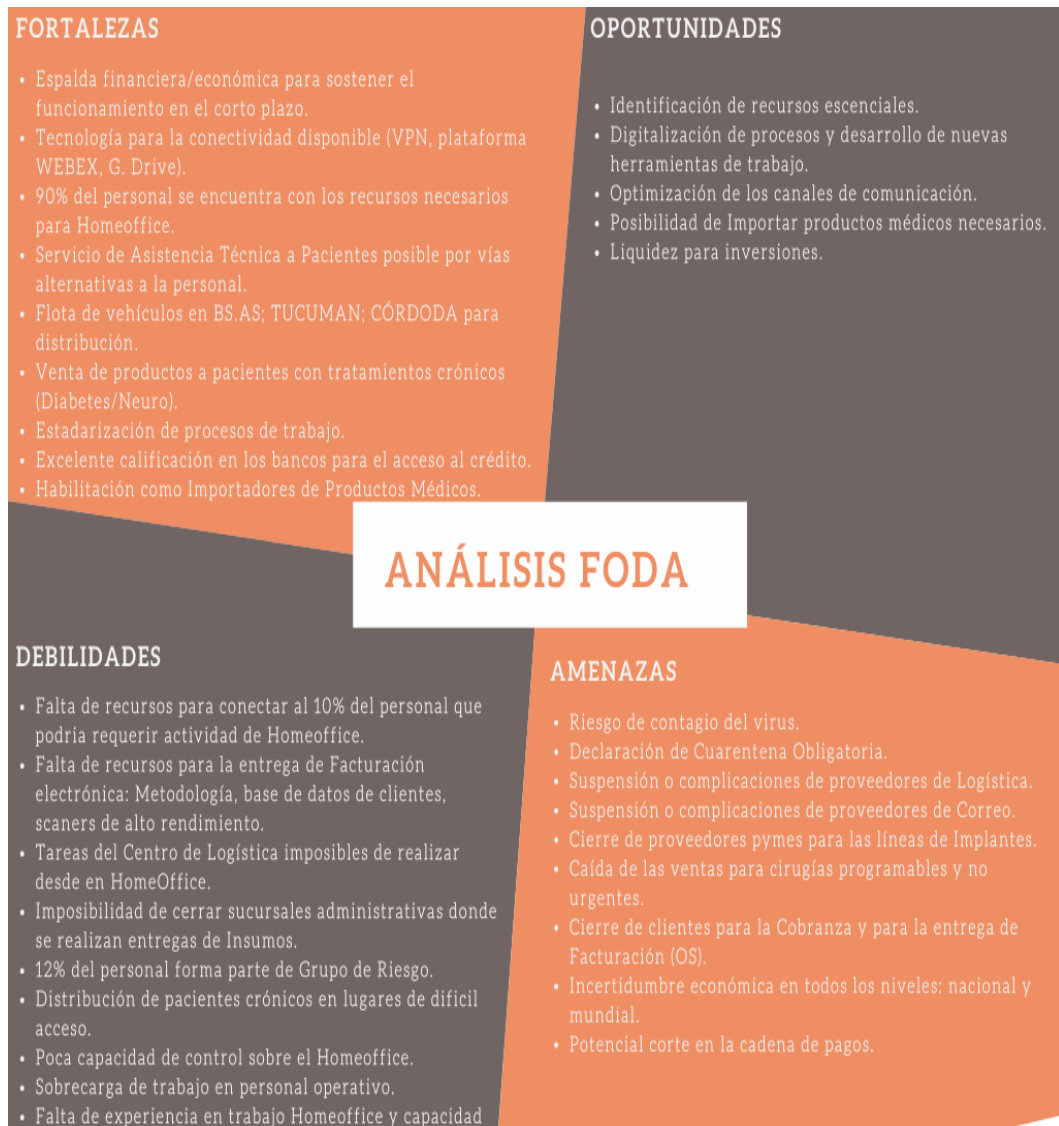 FORTALEZAS
• Espalda financiera/económica para sostener el
funcionamiento en el corto plazo.
• Tecnología para la conectividad disponible (VPN, plataforma
WEBEX, G. Drive).
• 90% del personal se encuentra con los recursos necesarios
para Homeoffice.
• Servicio de Asistencia Técnica a Pacientes posible por vías
alternativas a la personal.
• Flota de vehículos en BS.AS; TUCUMAN; CÓRDODA para
distribución.
• Venta de productos a pacientes con tratamientos crónicos
(Diabetes/Neuro).
• Estadarización de procesos de trabajo.
• Excelente calificación en los bancos para el acceso al crédito.
• Habilitación como Importadores de Productos Médicos.
OPORTUNIDADES
• Identificación de recursos escenciales.
• Digitalización de procesos y desarrollo de nuevas
herramientas de trabajo.
• Optimización de los canales de comunicación.
• Posibilidad de Importar productos médicos necesarios.
• Liquidez para inversiones.
ANÁLISIS FODA
DEBILIDADES
• Falta de recursos para conectar al 10% del personal que
podria requerir actividad de Homeoffice.
• Falta de recursos para la entrega de Facturación
electrónica: Metodología, base de datos de clientes,
scaners de alto rendimiento.
• Tareas del Centro de Logística imposibles de realizar
desde en HomeOffice.
• Imposibilidad de cerrar sucursales administrativas donde
se realizan entregas de Insumos.
• 12% del personal forma parte de Grupo de Riesgo.
• Distribución de pacientes crónicos en lugares de dificil
acceso.
• Poca capacidad de control sobre el Homeoffice.
• Sobrecarga de trabajo en personal operativo.
• Falta de experiencia en trabajo Homeoffice y capacidad
AMENAZAS
• Riesgo de contagio del virus.
• Declaración de Cuarentena Obligatoria.
• Suspensión o complicaciones de proveedores de Logística.
• Suspensión o complicaciones de proveedores de Correo.
• Cierre de proveedores pymes para las líneas de Implantes.
• Caída de las ventas para cirugías programables y no
urgentes.
• Cierre de clientes para la Cobranza y para la entrega de
Facturación (OS).
• Incertidumbre económica en todos los niveles: nacional y
mundial.
• Potencial corte en la cadena de pagos.